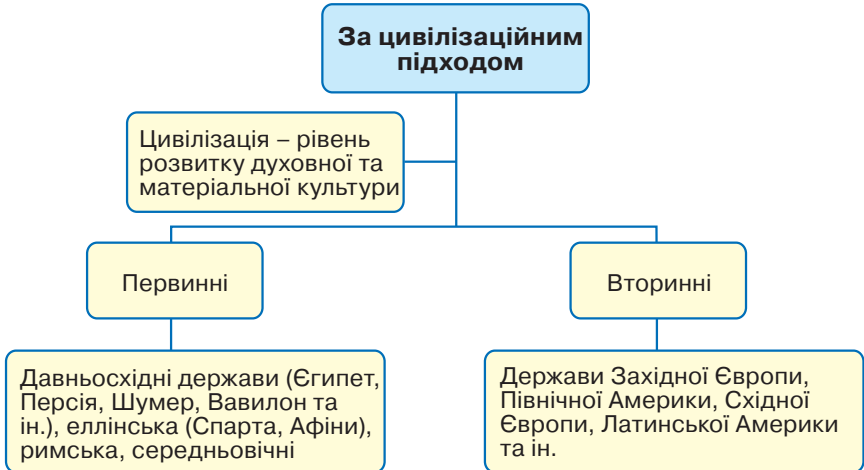 За цивілізаційним
підходом
Цивілізація – рівень
розвитку духовної та
матеріальної культури
Первинні
Вторинні
Давньосхідні держави (Єгипет,
Персія, Шумер, Вавилон та
ін.), еллінська (Спарта, Афіни),
римська, середньовічні
Держави Західної Європи,
Північної Америки, Східної
Європи, Латинської Америки
та ін.